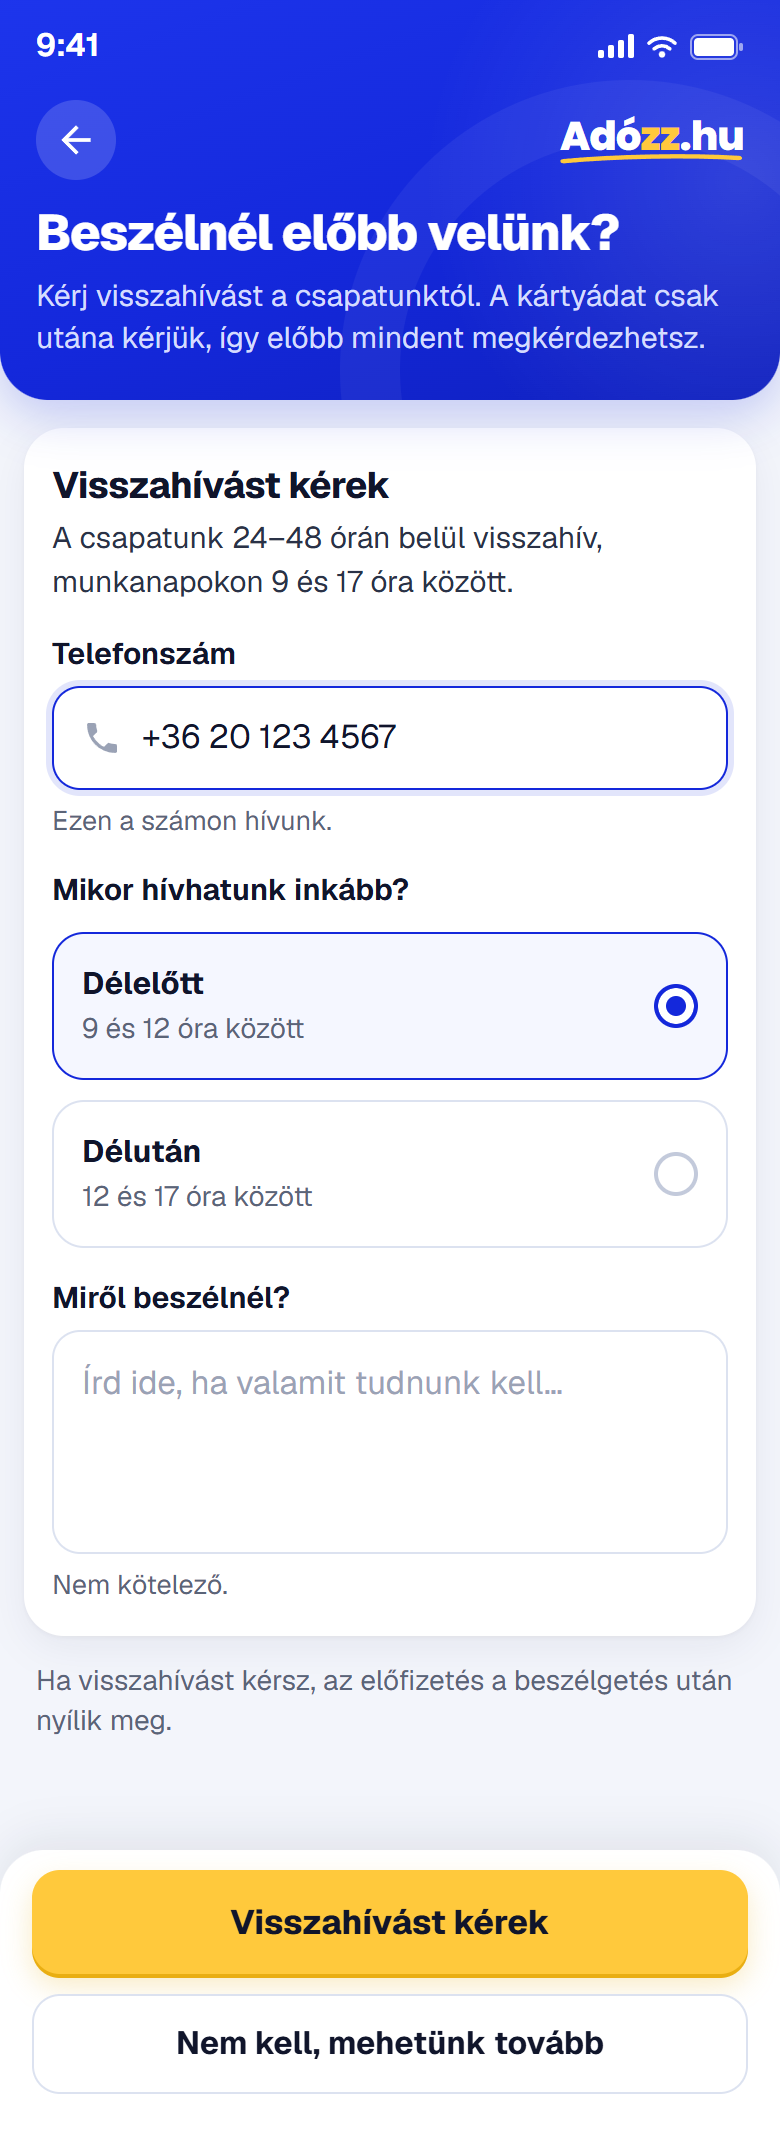 9:41
Adózz.hu
Beszélnél előbb velünk?
Kérj visszahívást a csapatunktól. A kártyádat csak
utána kérjük, így előbb mindent megkérdezhetsz.
Visszahívást kérek
A csapatunk 24–48 órán belül visszahív,
munkanapokon 9 és 17 óra között.
Telefonszám
+36 20 123 4567
Ezen a számon hívunk.
Mikor hívhatunk inkább?
Délelőtt
9 és 12 óra között
Délután
12 és 17 óra között
Miről beszélnél?
Írd ide, ha valamit tudnunk kell...
Nem kötelező.
Ha visszahívást kérsz, az előfizetés a beszélgetés után
nyílik meg.
Visszahívást kérek
Nem kell, mehetünk tovább